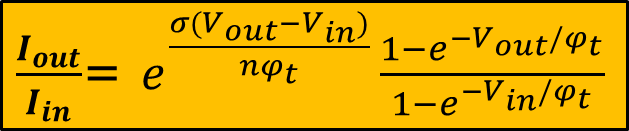 I_out/I_in = e^(σ(V_out−V_in)/nφ_t) (1−e^(−V_out/φ_t))/(1−e^(−V_in/φ_t))